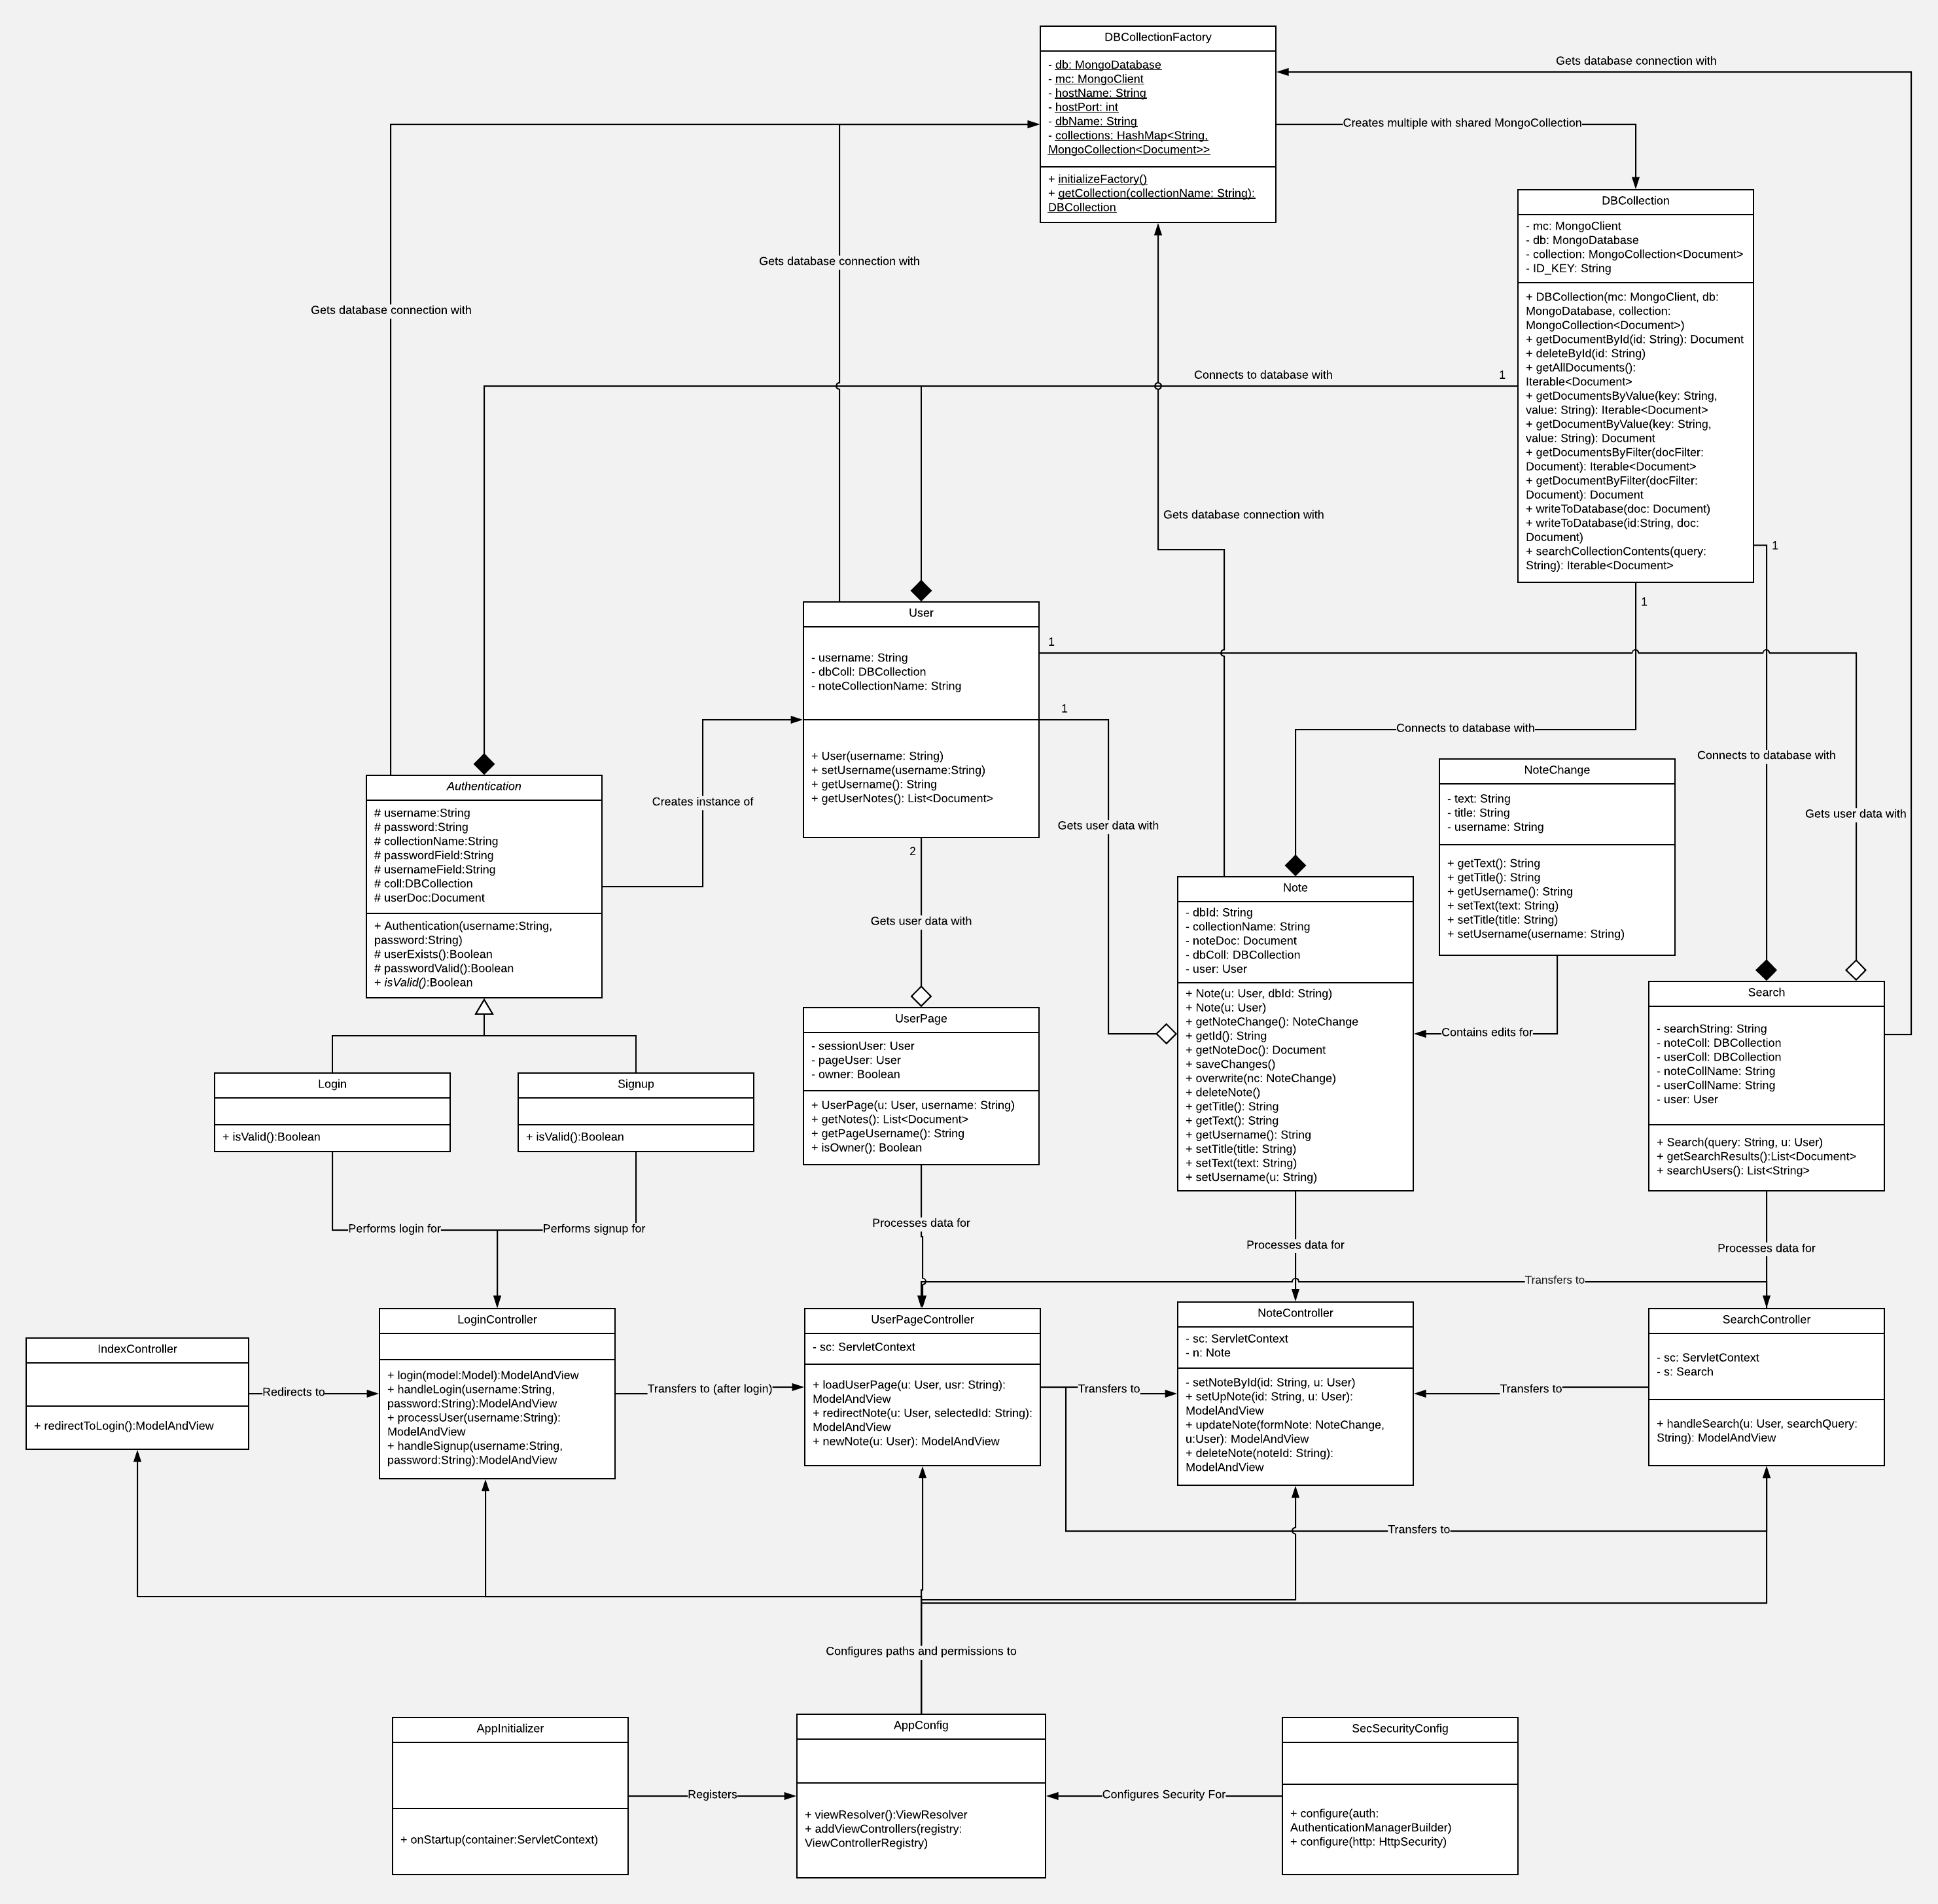 DBCollectionFactory
- db: MongoDatabase
- mc: MongoClient
- hostName: String
- hostPort: int
- dbName: String
- collections: HashMap<String,
MongoCollection<Document>>
+ initializeFactory()
+ getCollection(collectionName: String):
DBCollection
Gets database connection with
Creates multiple with shared MongoCollection
DBCollection
- mc: MongoClient
- db: MongoDatabase
- collection: MongoCollection<Document>
- ID_KEY: String
+ DBCollection(mc: MongoClient, db:
MongoDatabase, collection:
MongoCollection<Document>)
+ getDocumentById(id: String): Document
+ deleteById(id: String)
+ getAllDocuments():
Iterable<Document>
+ getDocumentsByValue(key: String,
value: String): Iterable<Document>
+ getDocumentByValue(key: String,
value: String): Document
+ getDocumentsByFilter(docFilter:
Document): Iterable<Document>
+ getDocumentByFilter(docFilter:
Document): Document
+ writeToDatabase(doc: Document)
+ writeToDatabase(id:String, doc:
Document)
+ searchCollectionContents(query:
String): Iterable<Document>
Gets database connection with
Gets database connection with
Connects to database with
1
Gets database connection with
1
1
User
- username: String
- dbColl: DBCollection
- noteCollectionName: String
+ User(username: String)
+ setUsername(username:String)
+ getUsername(): String
+ getUserNotes(): List<Document>
1
1
2
Connects to database with
Connects to database with
Creates instance of
Gets user data with
Gets user data with
Gets user data with
Authentication
# username:String
# password:String
# collectionName:String
# passwordField:String
# usernameField:String
# coll:DBCollection
# userDoc:Document
+ Authentication(username:String,
password:String)
# userExists():Boolean
# passwordValid():Boolean
+ isValid():Boolean
NoteChange
- text: String
- title: String
- username: String
+ getText(): String
+ getTitle(): String
+ getUsername(): String
+ setText(text: String)
+ setTitle(title: String)
+ setUsername(username: String)
Contains edits for
Note
- dbId: String
- collectionName: String
- noteDoc: Document
- dbColl: DBCollection
- user: User
+ Note(u: User, dbId: String)
+ Note(u: User)
+ getNoteChange(): NoteChange
+ getId(): String
+ getNoteDoc(): Document
+ saveChanges()
+ overwrite(nc: NoteChange)
+ deleteNote()
+ getTitle(): String
+ getText(): String
+ getUsername(): String
+ setTitle(title: String)
+ setText(text: String)
+ setUsername(u: String)
Search
- searchString: String
- noteColl: DBCollection
- userColl: DBCollection
- noteCollName: String
- userCollName: String
- user: User
+ Search(query: String, u: User)
+ getSearchResults():List<Document>
+ searchUsers(): List<String>
UserPage
- sessionUser: User
- pageUser: User
- owner: Boolean
+ UserPage(u: User, username: String)
+ getNotes(): List<Document>
+ getPageUsername(): String
+ isOwner(): Boolean
Login
+ isValid():Boolean
Signup
+ isValid():Boolean
Performs login for
Performs signup for
Processes data for
Processes data for
Processes data for
Transfers to
IndexController
+ redirectToLogin():ModelAndView
Redirects to
LoginController
+ login(model:Model):ModelAndView
+ handleLogin(username:String,
password:String):ModelAndView
+ processUser(username:String):
ModelAndView
+ handleSignup(username:String,
password:String):ModelAndView
Transfers to (after login)
UserPageController
- sc: ServletContext
+ loadUserPage(u: User, usr: String):
ModelAndView
+ redirectNote(u: User, selectedId: String):
ModelAndView
+ newNote(u: User): ModelAndView
Transfers to
NoteController
- sc: ServletContext
- n: Note
- setNoteById(id: String, u: User)
+ setUpNote(id: String, u: User):
ModelAndView
+ updateNote(formNote: NoteChange,
u:User): ModelAndView
+ deleteNote(noteId: String):
ModelAndView
Transfers to
SearchController
- sc: ServletContext
- s: Search
+ handleSearch(u: User, searchQuery:
String): ModelAndView
Transfers to
Configures paths and permissions to
AppInitializer
+ onStartup(container:ServletContext)
Registers
AppConfig
+ viewResolver():ViewResolver
+ addViewControllers(registry:
ViewControllerRegistry)
Configures Security For
SecSecurityConfig
+ configure(auth:
AuthenticationManagerBuilder)
+ configure(http: HttpSecurity)